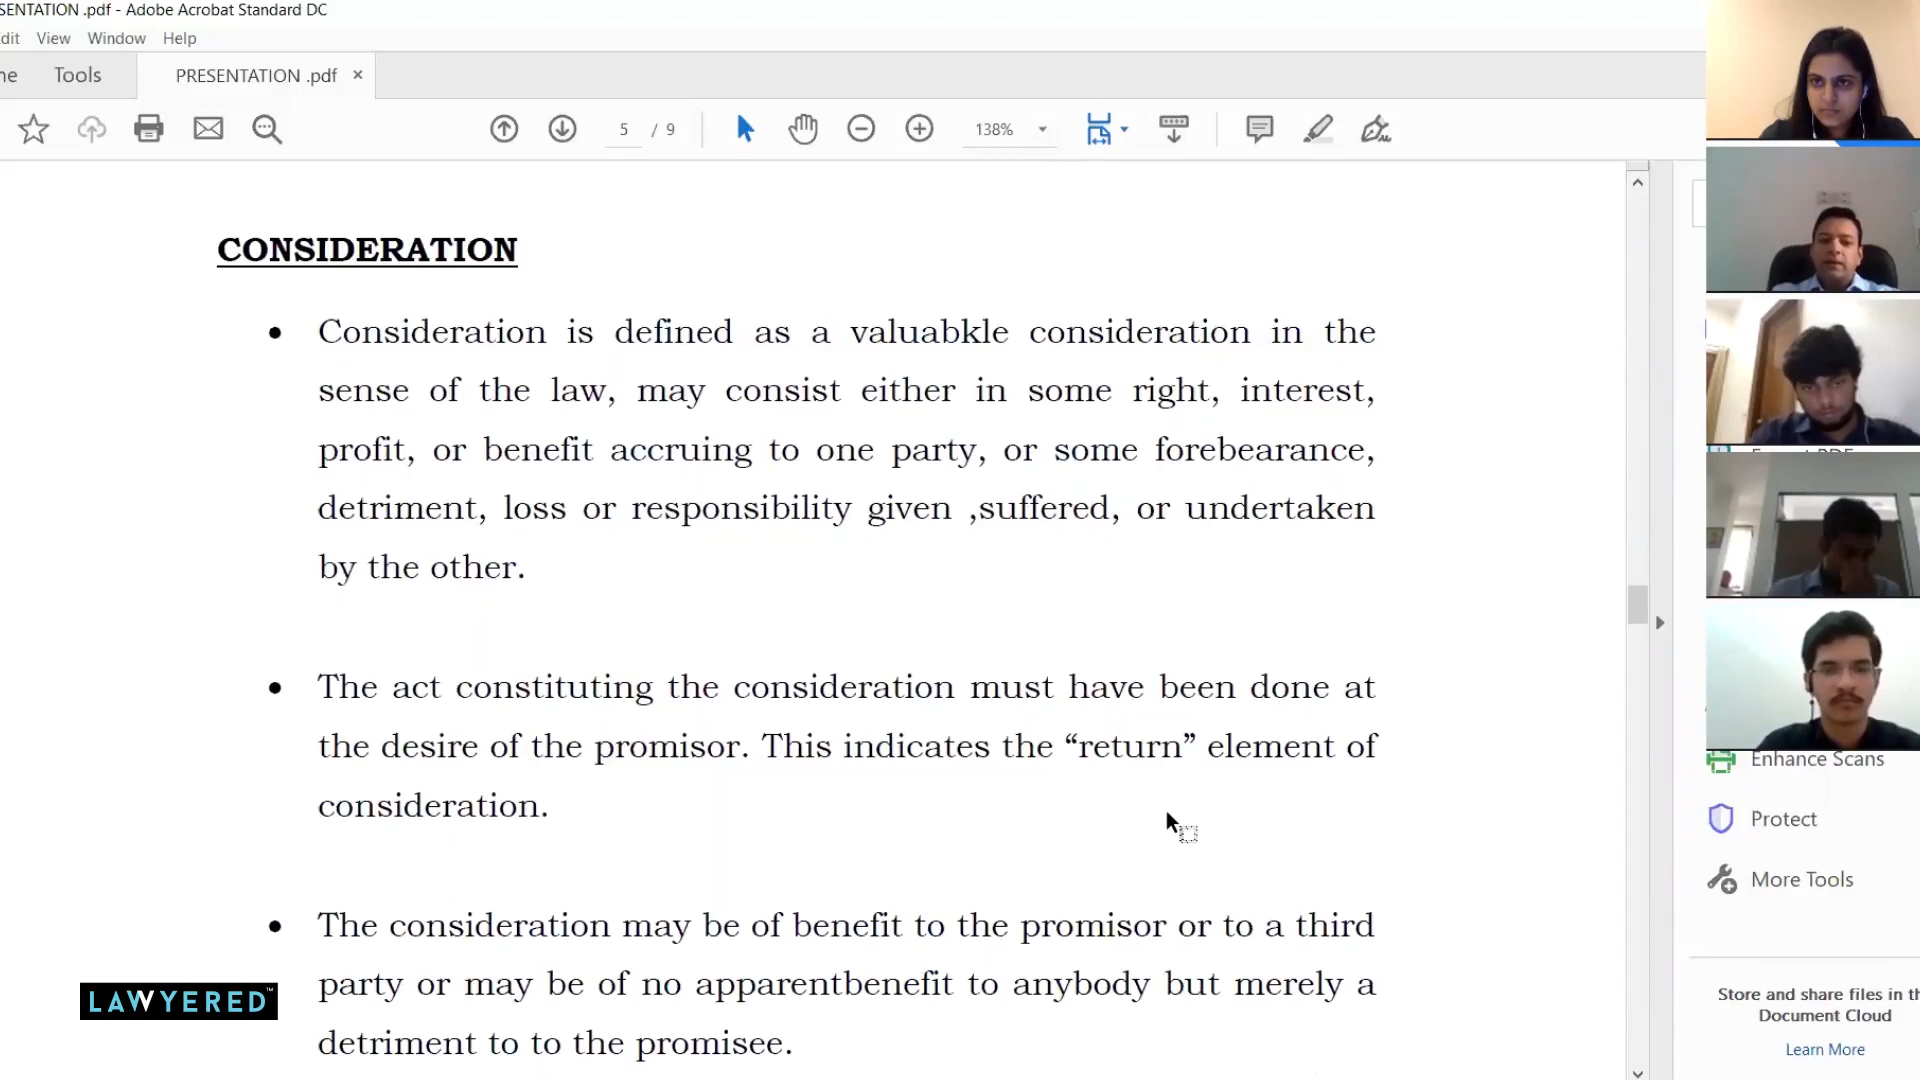 SENTATION .pdf - Adobe Acrobat Standard DC
dit View Window Help
ne Tools PRESENTATION .pdf ×
5 / 9 138%
CONSIDERATION
• Consideration is defined as a valuabkle consideration in the
sense of the law, may consist either in some right, interest,
profit, or benefit accruing to one party, or some forebearance,
detriment, loss or responsibility given ,suffered, or undertaken
by the other.
• The act constituting the consideration must have been done at
the desire of the promisor. This indicates the “return” element of
consideration.
• The consideration may be of benefit to the promisor or to a third
party or may be of no apparentbenefit to anybody but merely a
detriment to to the promisee.
LAWYERED™
Enhance Scans
Protect
More Tools
Store and share files in th
Document Cloud
Learn More